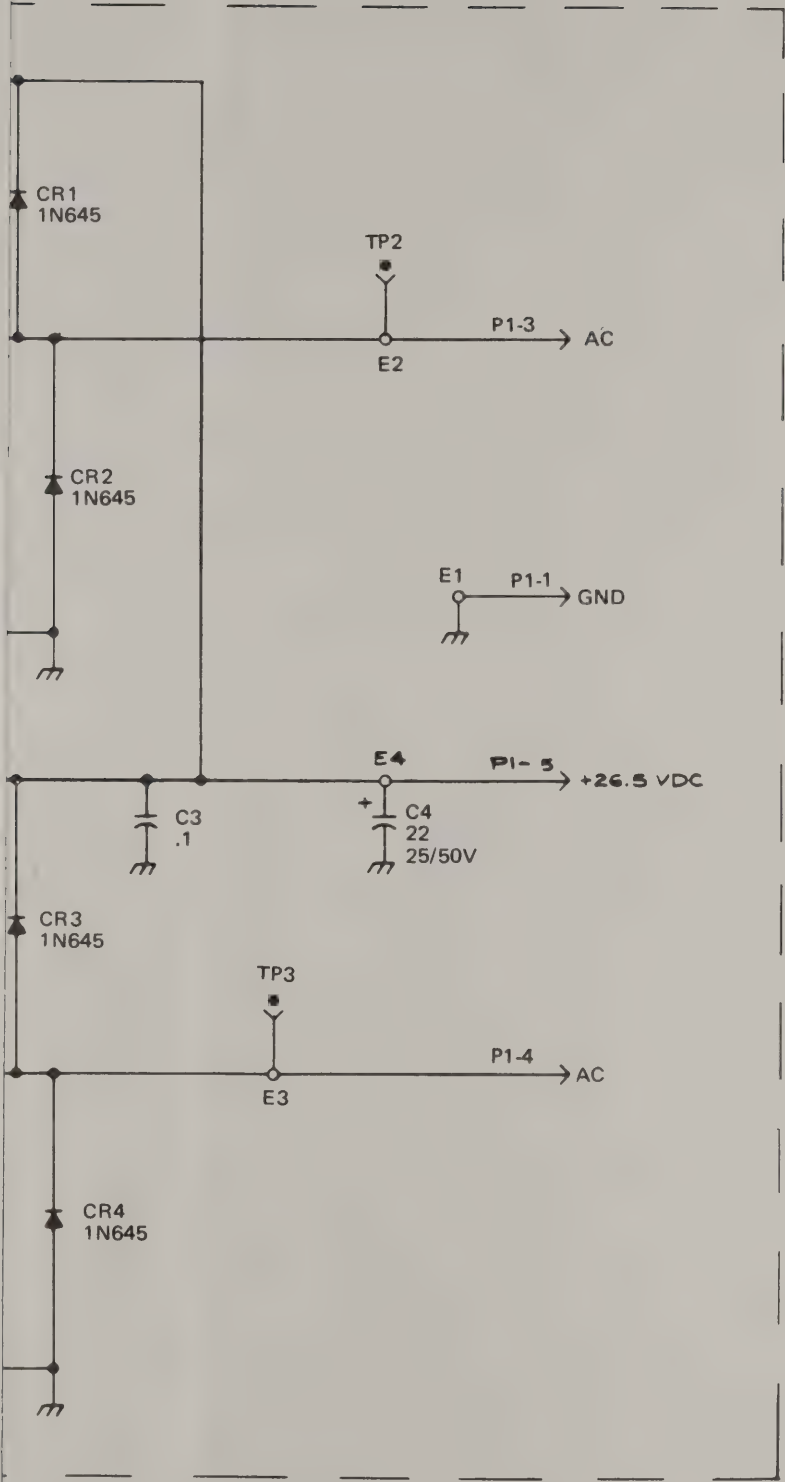 CR1
1N645
TP2
P1-3
AC
E2
CR2
1N645
E1
P1-1
GND
E4
P1-5
+26.5 VDC
C3
.1
+
C4
22
25/50V
CR3
1N645
TP3
P1-4
AC
E3
CR4
1N645